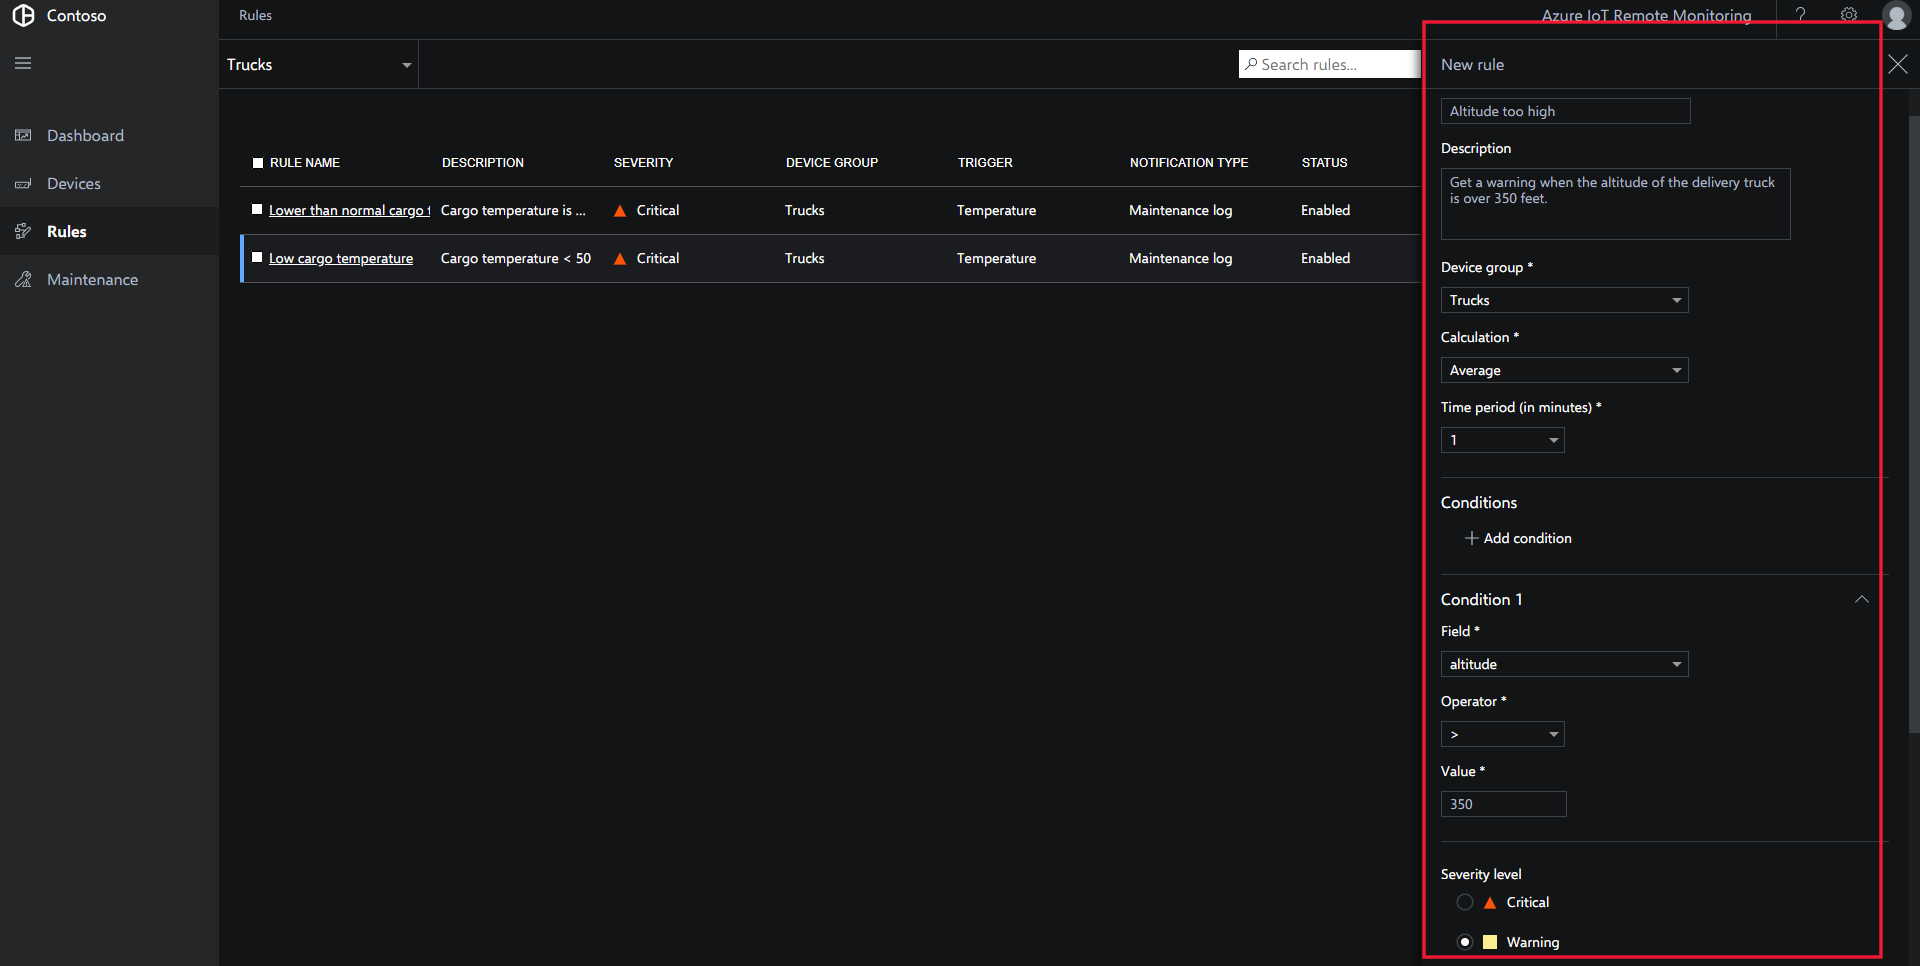 Contoso
Rules
Azure IoT Remote Monitoring
?
Trucks
Search rules...
Dashboard
Devices
Rules
Maintenance
RULE NAME DESCRIPTION SEVERITY DEVICE GROUP TRIGGER NOTIFICATION TYPE STATUS
Lower than normal cargo Cargo temperature is ... Critical Trucks Temperature Maintenance log Enabled
Low cargo temperature Cargo temperature < 50 Critical Trucks Temperature Maintenance log Enabled
New rule
Altitude too high
Description
Get a warning when the altitude of the delivery truck
is over 350 feet.
Device group *
Trucks
Calculation *
Average
Time period (in minutes) *
1
Conditions
Add condition
Condition 1
Field *
altitude
Operator *
>
Value *
350
Severity level
Critical
Warning